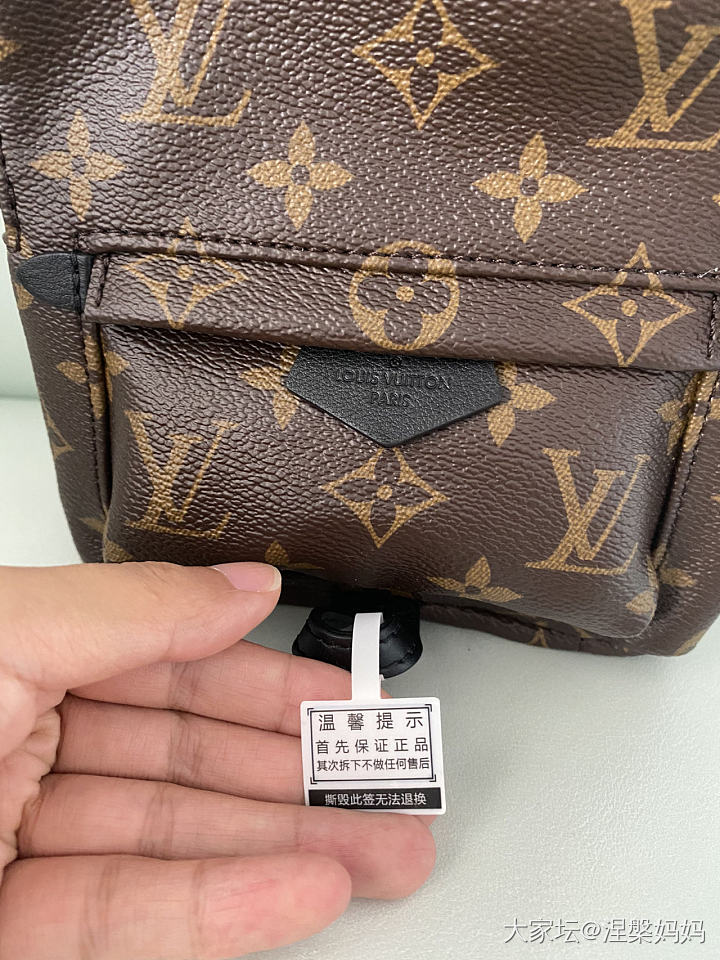 LOUIS VUITTON
PARIS
温馨提示
首先保证正品
其次拆下不做任何售后
撕毁此签无法退换
大家坛@涅槃妈妈